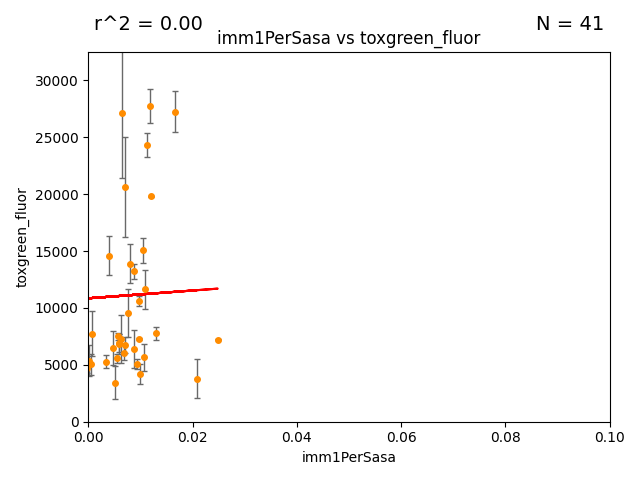 r^2 = 0.00
N = 41
imm1PerSasa vs toxgreen_fluor
30000
25000
20000
15000
10000
5000
0
toxgreen_fluor
0.00
0.02
0.04
0.06
0.08
0.10
imm1PerSasa